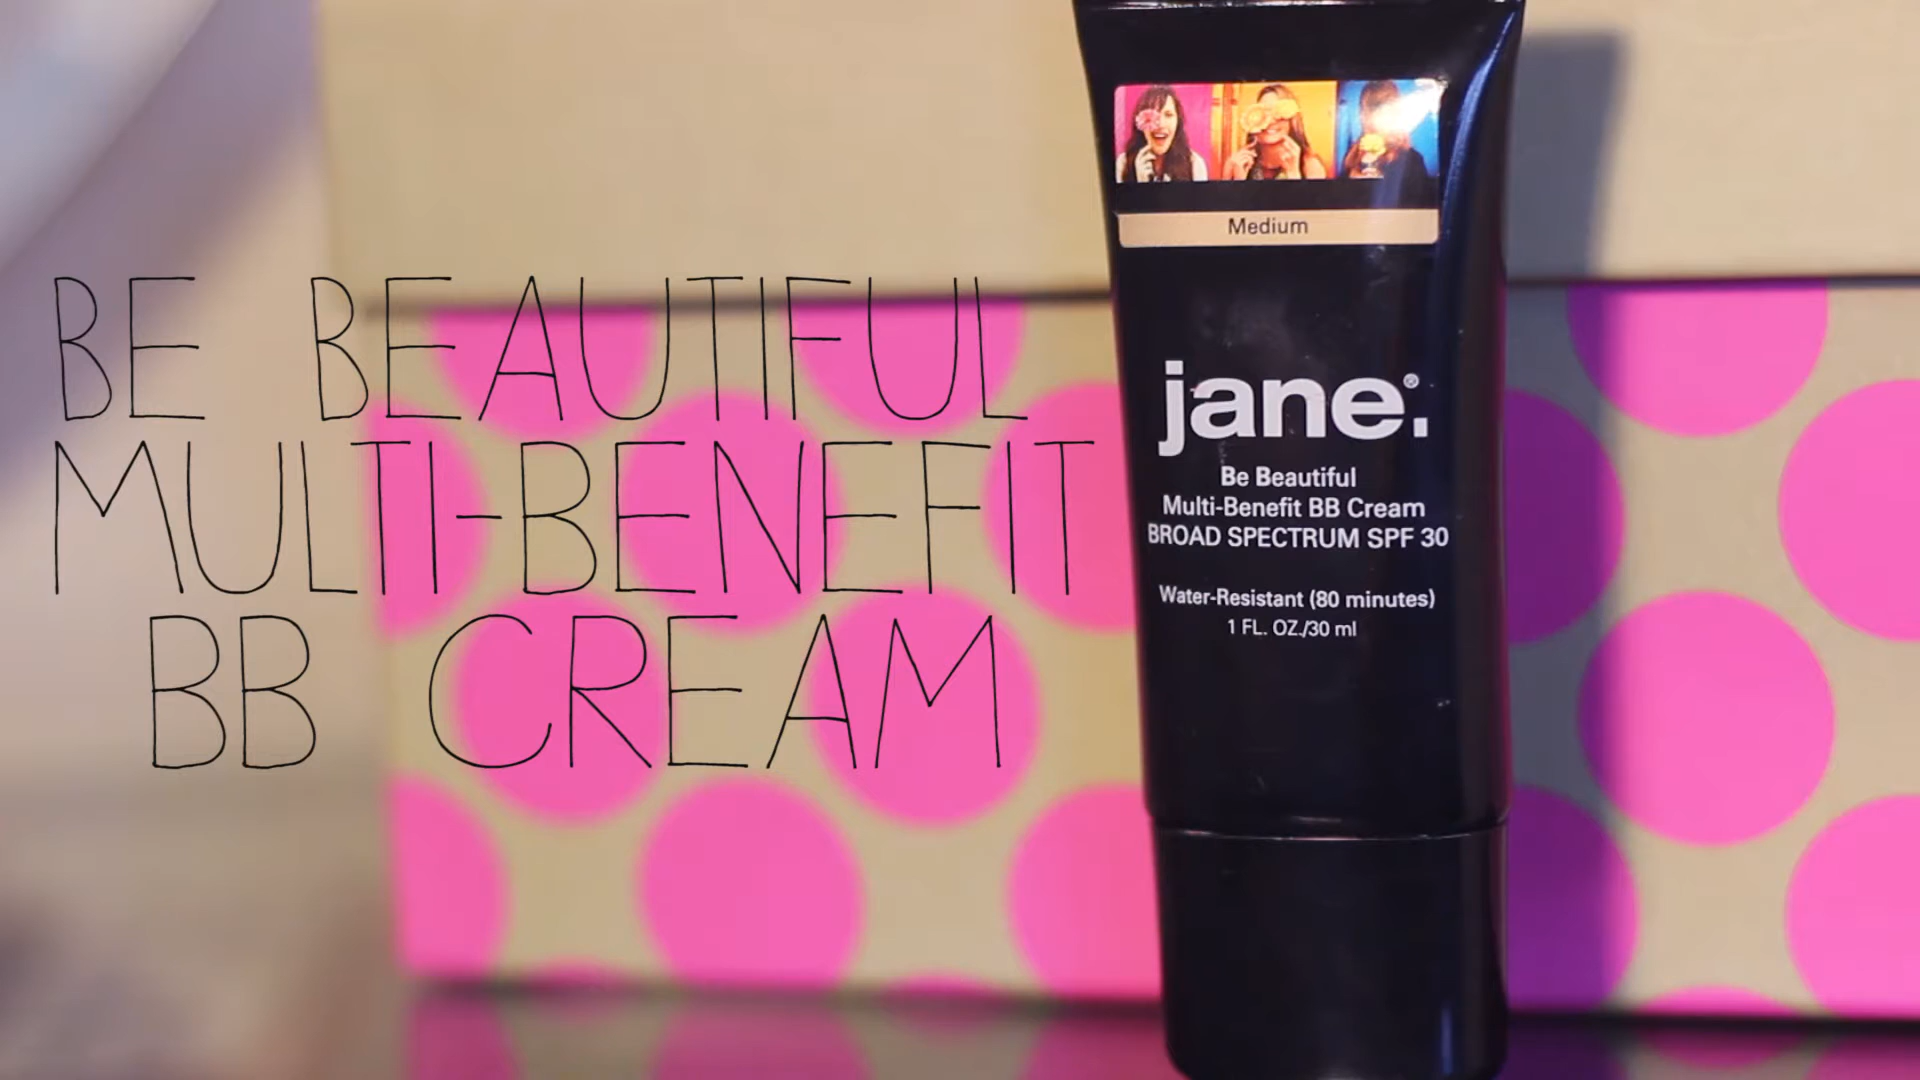 BE BEAUTIFUL
MULTI-BENEFIT
BB CREAM
Medium
jane.®
Be Beautiful
Multi-Benefit BB Cream
BROAD SPECTRUM SPF 30
Water-Resistant (80 minutes)
1 FL. OZ./30 ml